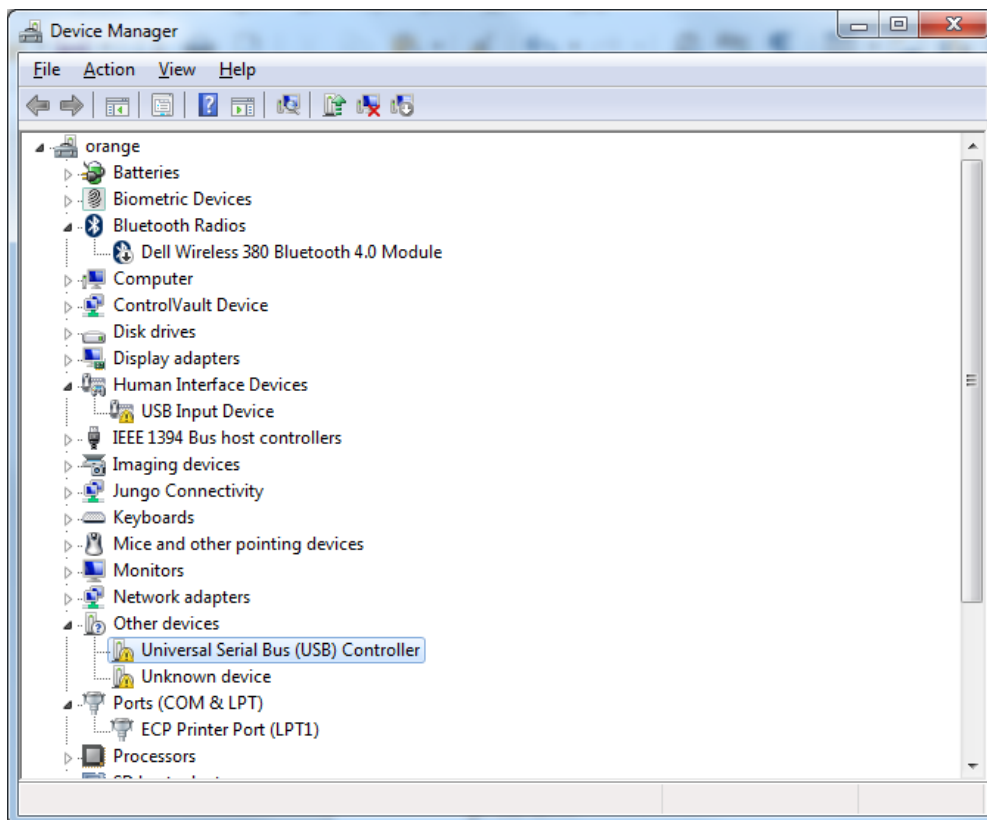 Device Manager
File Action View Help
orange
Batteries
Biometric Devices
Bluetooth Radios
Dell Wireless 380 Bluetooth 4.0 Module
Computer
ControlVault Device
Disk drives
Display adapters
Human Interface Devices
USB Input Device
IEEE 1394 Bus host controllers
Imaging devices
Jungo Connectivity
Keyboards
Mice and other pointing devices
Monitors
Network adapters
Other devices
Universal Serial Bus (USB) Controller
Unknown device
Ports (COM & LPT)
ECP Printer Port (LPT1)
Processors